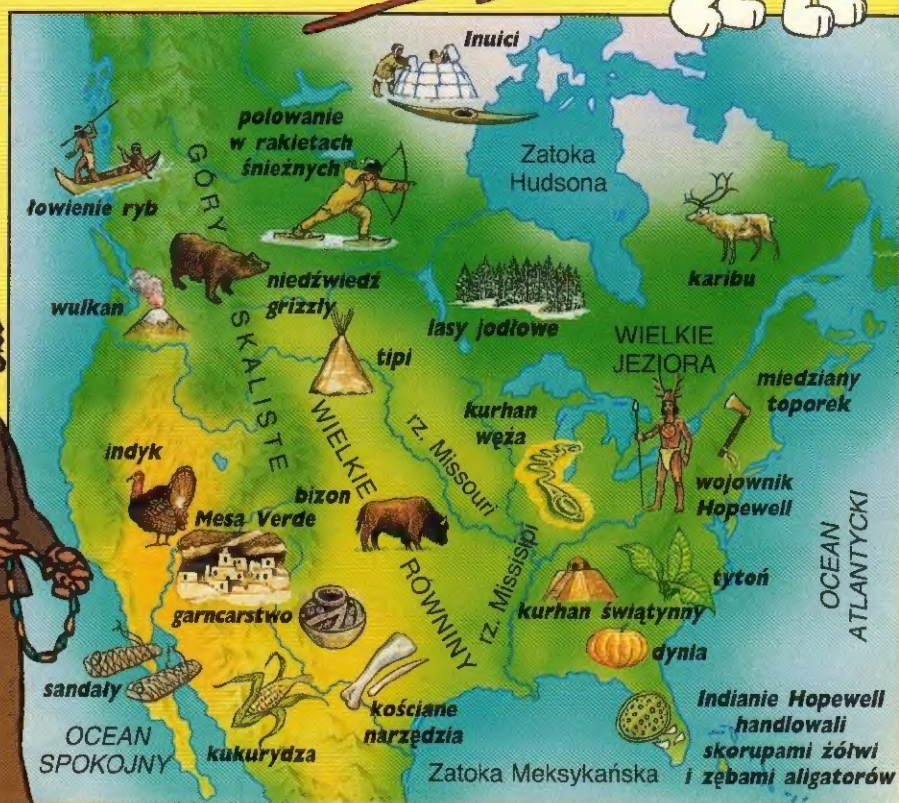 Inuici
polowanie
w rakietach
śnieżnych
Zatoka
Hudsona
łowienie ryb
GÓRY SKALISTE
karibu
niedźwiedź
grizzly
wulkan
lasy jodłowe
tipi
WIELKIE
JEZIORA
miedziany
toporek
kurhan
węża
rz. Missouri
WIELKIE RÓWNINY
indyk
bizon
wojownik
Hopewell
Mesa Verde
rz. Missisipi
OCEAN
ATLANTYCKI
tytoń
garncarstwo
kurhan świątynny
dynia
sandały
kościane
narzędzia
Indianie Hopewell
handlowali
skorupami żółwi
i zębami aligatorów
OCEAN
SPOKOJNY
kukurydza
Zatoka Meksykańska